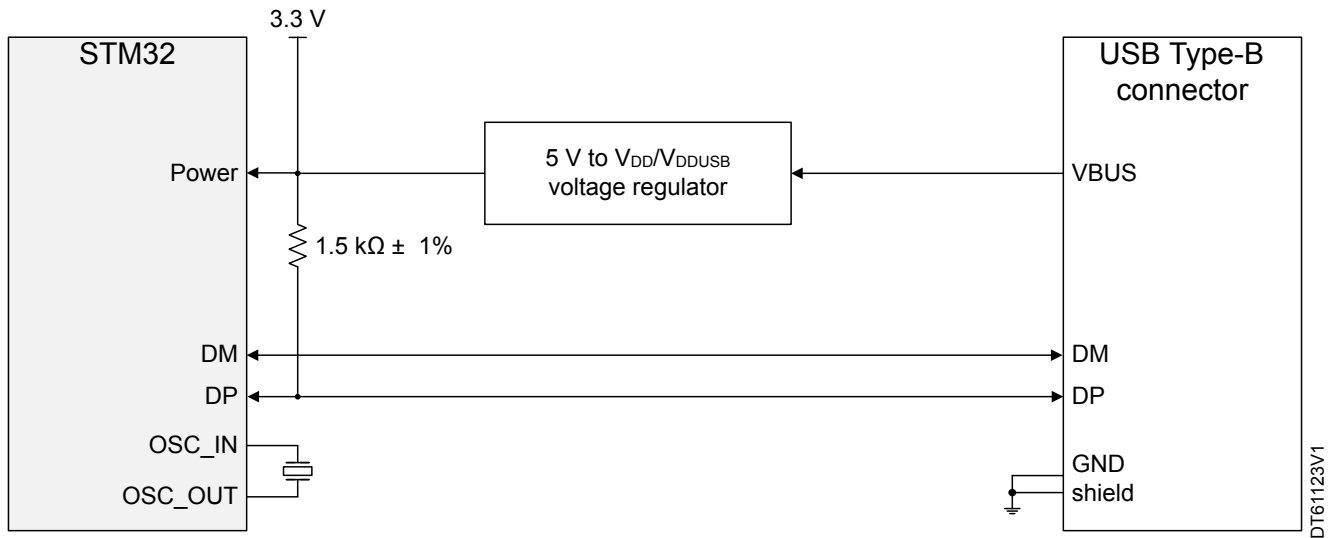 3.3 V
STM32
USB Type-B
connector
Power
5 V to VDD/VDDUSB
voltage regulator
VBUS
1.5 kΩ ± 1%
DM
DM
DP
DP
OSC_IN
OSC_OUT
GND
shield
DT61123V1